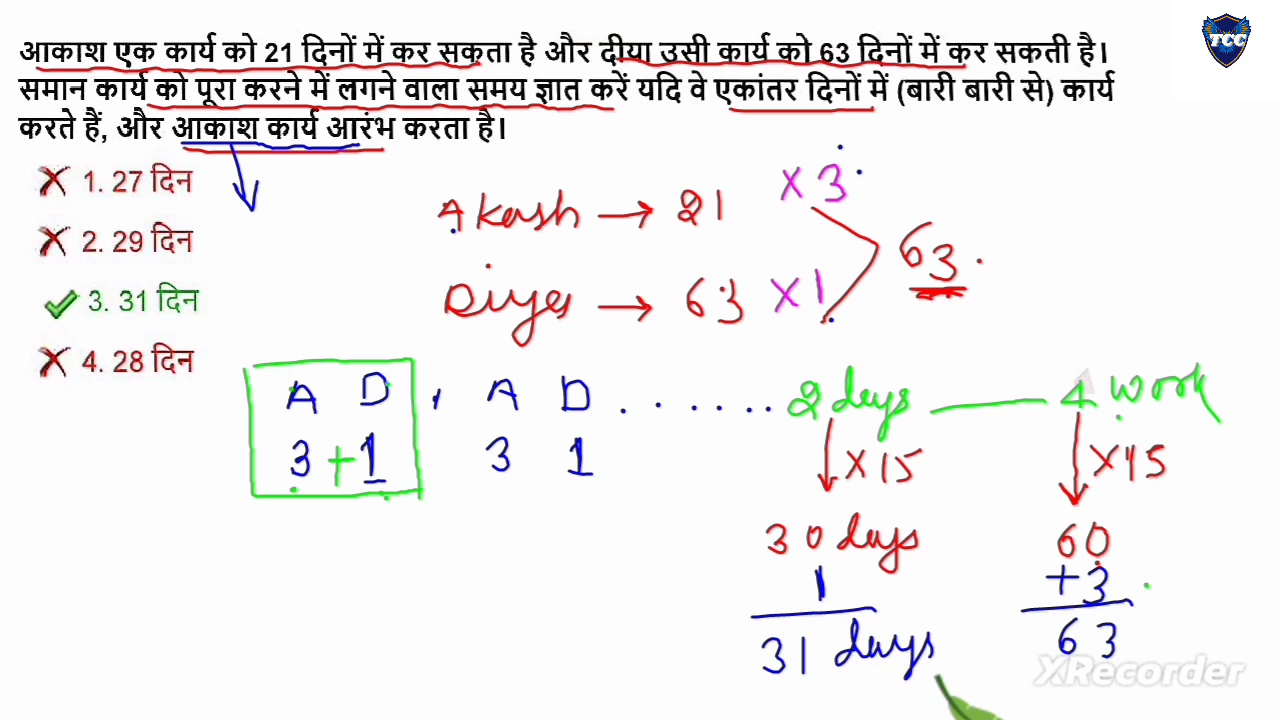 TCC
आकाश एक कार्य को 21 दिनों में कर सकता है और दीया उसी कार्य को 63 दिनों में कर सकती है।
समान कार्य को पूरा करने में लगने वाला समय ज्ञात करें यदि वे एकांतर दिनों में (बारी बारी से) कार्य
करते हैं, और आकाश कार्य आरंभ करता है।
1. 27 दिन
2. 29 दिन
3. 31 दिन
4. 28 दिन
Akash → 21 ×3
63
Diya → 63 ×1
A D , A D ....... 2 days — 4 work
3 + 1 3 1 ×15 ×15
30 days 60
1 +3
31 days 63
XRecorder